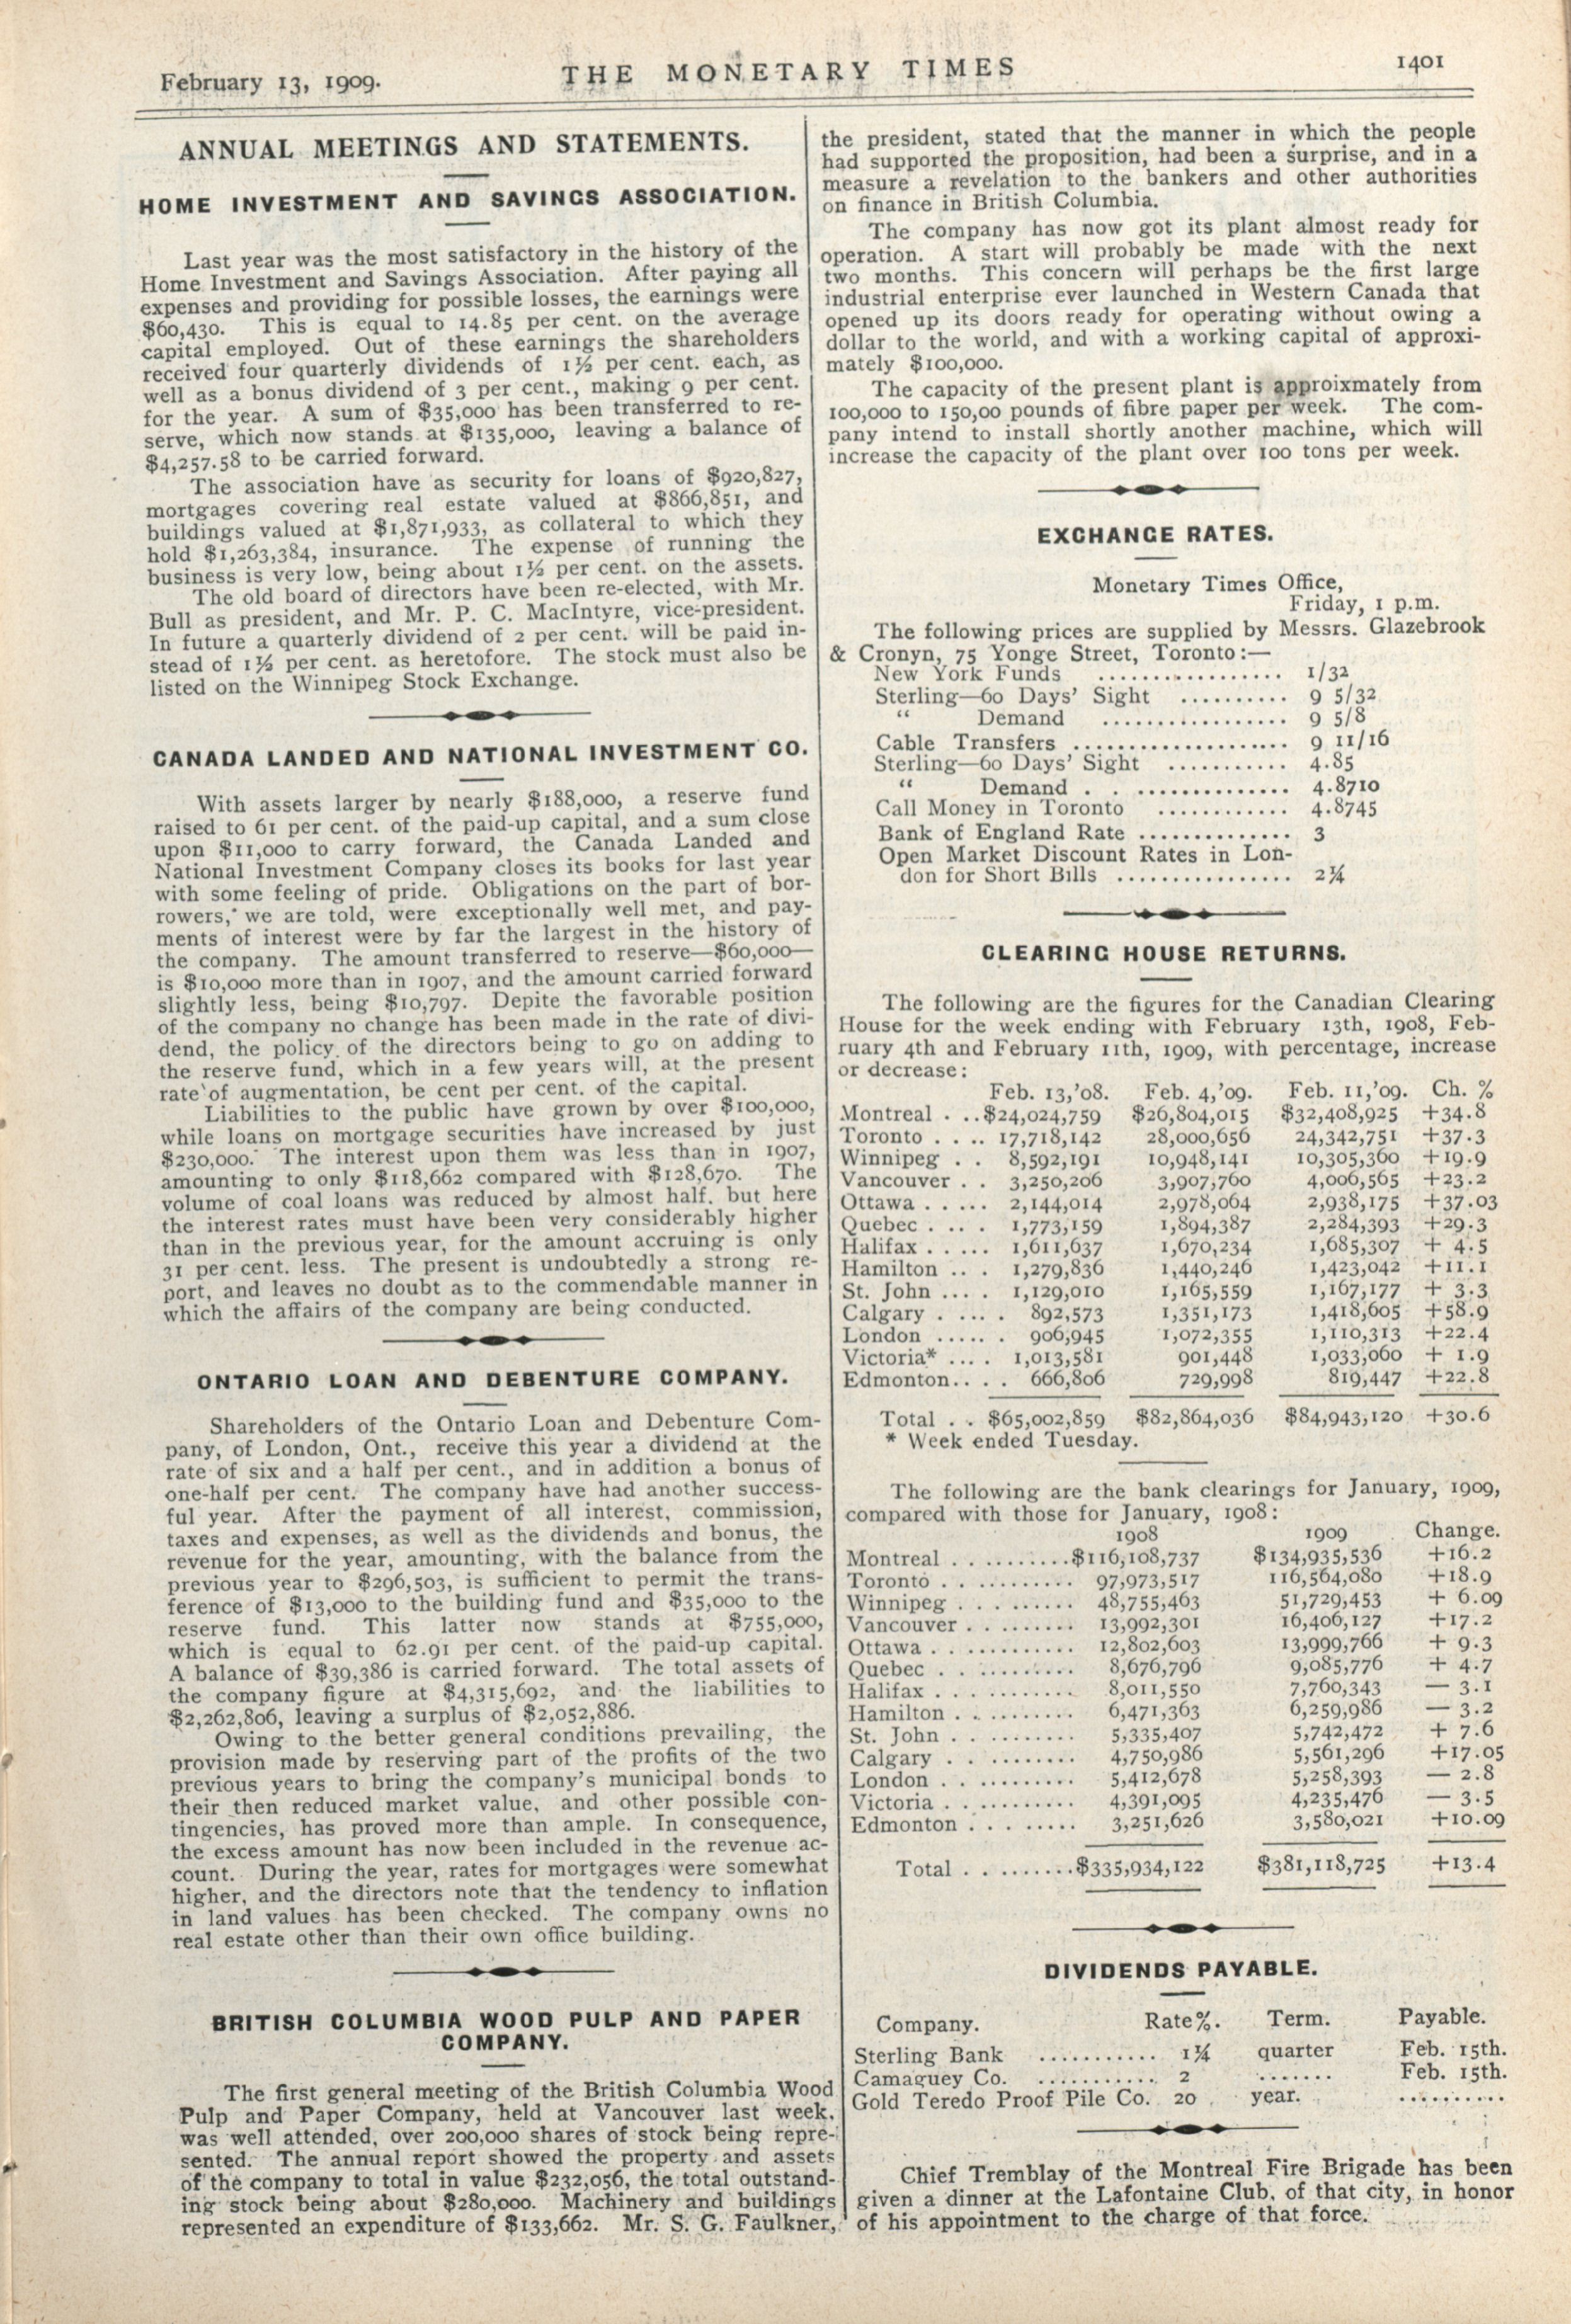 February 13, 1909.
THE MONETARY TIMES
1401
ANNUAL MEETINGS AND STATEMENTS.
HOME INVESTMENT AND SAVINGS ASSOCIATION.
Last year was the most satisfactory in the history of the
Home Investment and Savings Association. After paying all
expenses and providing for possible losses, the earnings were
$60,430. This is equal to 14.85 per cent. on the average
capital employed. Out of these earnings the shareholders
received four quarterly dividends of 1½ per cent. each, as
well as a bonus dividend of 3 per cent., making 9 per cent.
for the year. A sum of $35,000 has been transferred to re-
serve, which now stands at $135,000, leaving a balance of
$4,257.58 to be carried forward.
The association have as security for loans of $920,827,
mortgages covering real estate valued at $866,851, and
buildings valued at $1,871,933, as collateral to which they
hold $1,263,384, insurance. The expense of running the
business is very low, being about 1½ per cent. on the assets.
The old board of directors have been re-elected, with Mr.
Bull as president, and Mr. P. C. MacIntyre, vice-president.
In future a quarterly dividend of 2 per cent. will be paid in-
stead of 1½ per cent. as heretofore. The stock must also be
listed on the Winnipeg Stock Exchange.
CANADA LANDED AND NATIONAL INVESTMENT CO.
With assets larger by nearly $188,000, a reserve fund
raised to 61 per cent. of the paid-up capital, and a sum close
upon $11,000 to carry forward, the Canada Landed and
National Investment Company closes its books for last year
with some feeling of pride. Obligations on the part of bor-
rowers, we are told, were exceptionally well met, and pay-
ments of interest were by far the largest in the history of
the company. The amount transferred to reserve—$60,000—
is $10,000 more than in 1907, and the amount carried forward
slightly less, being $10,797. Depite the favorable position
of the company no change has been made in the rate of divi-
dend, the policy of the directors being to go on adding to
the reserve fund, which in a few years will, at the present
rate of augmentation, be cent per cent. of the capital.
Liabilities to the public have grown by over $100,000,
while loans on mortgage securities have increased by just
$230,000. The interest upon them was less than in 1907,
amounting to only $118,662 compared with $128,670. The
volume of coal loans was reduced by almost half, but here
the interest rates must have been very considerably higher
than in the previous year, for the amount accruing is only
31 per cent. less. The present is undoubtedly a strong re-
port, and leaves no doubt as to the commendable manner in
which the affairs of the company are being conducted.
ONTARIO LOAN AND DEBENTURE COMPANY.
Shareholders of the Ontario Loan and Debenture Com-
pany, of London, Ont., receive this year a dividend at the
rate of six and a half per cent., and in addition a bonus of
one-half per cent. The company have had another success-
ful year. After the payment of all interest, commission,
taxes and expenses, as well as the dividends and bonus, the
revenue for the year, amounting, with the balance from the
previous year to $296,503, is sufficient to permit the trans-
ference of $13,000 to the building fund and $35,000 to the
reserve fund. This latter now stands at $755,000,
which is equal to 62.91 per cent. of the paid-up capital.
A balance of $39,386 is carried forward. The total assets of
the company figure at $4,315,692, and the liabilities to
$2,262,806, leaving a surplus of $2,052,886.
Owing to the better general conditions prevailing, the
provision made by reserving part of the profits of the two
previous years to bring the company's municipal bonds to
their then reduced market value, and other possible con-
tingencies, has proved more than ample. In consequence,
the excess amount has now been included in the revenue ac-
count. During the year, rates for mortgages were somewhat
higher, and the directors note that the tendency to inflation
in land values has been checked. The company owns no
real estate other than their own office building.
BRITISH COLUMBIA WOOD PULP AND PAPER
COMPANY.
The first general meeting of the British Columbia Wood
Pulp and Paper Company, held at Vancouver last week,
was well attended, over 200,000 shares of stock being repre-
sented. The annual report showed the property and assets
of the company to total in value $232,056, the total outstand-
ing stock being about $280,000. Machinery and buildings
represented an expenditure of $133,662. Mr. S. G. Faulkner,
the president, stated that the manner in which the people
had supported the proposition, had been a surprise, and in a
measure a revelation to the bankers and other authorities
on finance in British Columbia.
The company has now got its plant almost ready for
operation. A start will probably be made with the next
two months. This concern will perhaps be the first large
industrial enterprise ever launched in Western Canada that
opened up its doors ready for operating without owing a
dollar to the world, and with a working capital of approxi-
mately $100,000.
The capacity of the present plant is approixmately from
100,000 to 150,00 pounds of fibre paper per week. The com-
pany intend to install shortly another machine, which will
increase the capacity of the plant over 100 tons per week.
EXCHANGE RATES.
Monetary Times Office,
Friday, 1 p.m.
The following prices are supplied by Messrs. Glazebrook
& Cronyn, 75 Yonge Street, Toronto:—
New York Funds ................. 1/32
Sterling—60 Days' Sight .......... 9 5/32
" Demand ................. 9 5/8
Cable Transfers .................... 9 11/16
Sterling—60 Days' Sight ........... 4.85
" Demand . . .............. 4.8710
Call Money in Toronto ............ 4.8745
Bank of England Rate .............. 3
Open Market Discount Rates in Lon-
don for Short Bills ................ 2¼
CLEARING HOUSE RETURNS.
The following are the figures for the Canadian Clearing
House for the week ending with February 13th, 1908, Feb-
ruary 4th and February 11th, 1909, with percentage, increase
or decrease:
Feb. 13,'08. Feb. 4,'09. Feb. 11,'09. Ch. %
Montreal . ..$24,024,759 $26,804,015 $32,408,925 +34.8
Toronto . . .. 17,718,142 28,000,656 24,342,751 +37.3
Winnipeg . . 8,592,191 10,948,141 10,305,360 +19.9
Vancouver . . 3,250,206 3,907,760 4,006,565 +23.2
Ottawa . . ... 2,144,014 2,978,064 2,938,175 +37.03
Quebec . .. . 1,773,159 1,894,387 2,284,393 +29.3
Halifax . . ... 1,611,637 1,670,234 1,685,307 + 4.5
Hamilton .. . 1,279,836 1,440,246 1,423,042 +11.1
St. John ... . 1,129,010 1,165,559 1,167,177 + 3.3
Calgary . ... . 892,573 1,351,173 1,418,605 +58.9
London ..... . 906,945 1,072,355 1,110,313 +22.4
Victoria* ... . 1,013,581 901,448 1,033,060 + 1.9
Edmonton.. . . 666,806 729,998 819,447 +22.8
Total . . $65,002,859 $82,864,036 $84,943,120 +30.6
* Week ended Tuesday.
The following are the bank clearings for January, 1909,
compared with those for January, 1908:
1908 1909 Change.
Montreal . . .........$116,108,737 $134,935,536 +16.2
Toronto . . .......... 97,973,517 116,564,080 +18.9
Winnipeg . . ........ 48,755,463 51,729,453 + 6.09
Vancouver . . ....... 13,992,301 16,406,127 +17.2
Ottawa . . .......... 12,802,603 13,999,766 + 9.3
Quebec . . ......... 8,676,796 9,085,776 + 4.7
Halifax . . .......... 8,011,550 7,760,343 — 3.1
Hamilton . . ........ 6,471,363 6,259,986 — 3.2
St. John . . ........ 5,335,407 5,742,472 + 7.6
Calgary . . ........ 4,750,986 5,561,296 +17.05
London . . ......... 5,412,678 5,258,393 — 2.8
Victoria . . ......... 4,391,095 4,235,476 — 3.5
Edmonton . . . ..... 3,251,626 3,580,021 +10.09
Total . . ........$335,934,122 $381,118,725 +13.4
DIVIDENDS PAYABLE.
Company. Rate%. Term. Payable.
Sterling Bank ........... 1¼ quarter Feb. 15th.
Camaguey Co. ........... 2 ....... Feb. 15th.
Gold Teredo Proof Pile Co. 20 year. ..........
Chief Tremblay of the Montreal Fire Brigade has been
given a dinner at the Lafontaine Club, of that city, in honor
of his appointment to the charge of that force.